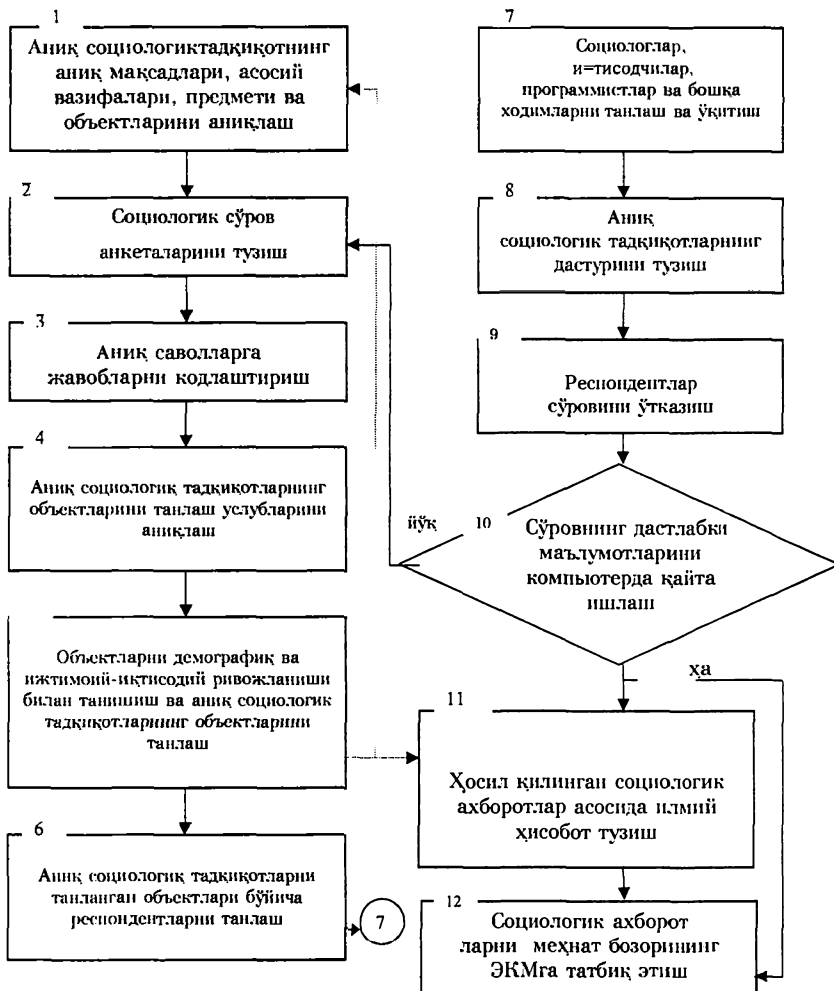 1
Аниқ социологиктадқиқотнинг
аниқ мақсадлари, асосий
вазифалари, предмети ва
объектларини аниқлаш
2
Социологик сўров
анкеталарини тузиш
3
Аниқ саволларга
жавобларни кодлаштириш
4
Аниқ социологиқ тадқиқотларнинг
объектларини танлаш услубларини
аниқлаш
Объектларни демографиқ ва
ижтимоий-иқтисодий ривожланиши
билан танишиш ва аниқ социологик
тадқиқотларнинг объектларини
танлаш
6
Аниқ социологиқ тадқиқотларни
танланган объектлари бўйича
респондентларни танлаш
7
7
Социологлар,
и=тисодчилар,
программистлар ва бошқа
ходимларни танлаш ва ўқитиш
8
Аниқ
социологик тадқиқотларнинг
дастурини тузиш
9
Респондентлар
сўровини ўтказиш
йўқ
10
Сўровнинг дастлабки
маълумотларини
компьютерда қайта
ишлаш
ҳа
11
Ҳосил қилинган социологик
ахборотлар асосида илмий
ҳисобот тузиш
12
Социологик ахборот
ларни меҳнат бозорининг
ЭКМга татбиқ этиш